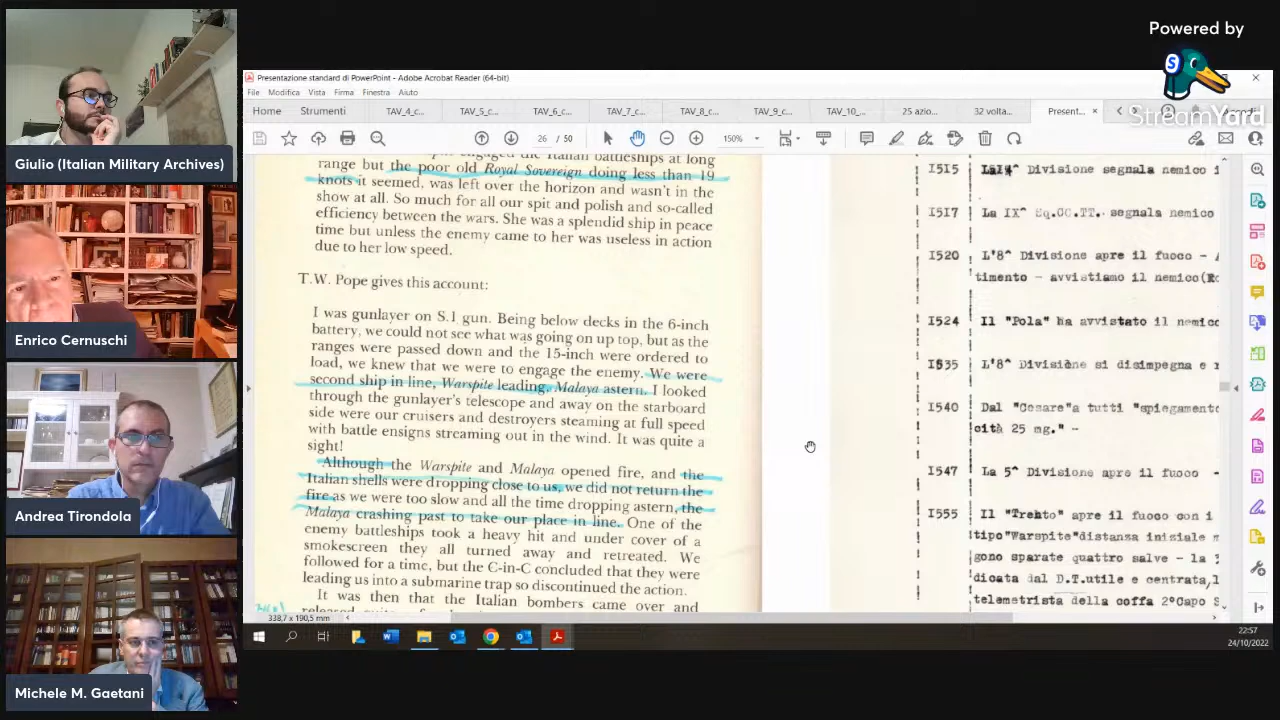 Powered by
StreamYard
Giulio (Italian Military Archives)
Enrico Cernuschi
Andrea Tirondola
Michele M. Gaetani
Presentazione standard di PowerPoint - Adobe Acrobat Reader (64-bit)
File Modifica Vista Firma Finestra Aiuto
Home Strumenti TAV_4_c... TAV_5_c... TAV_6_c... TAV_7_c... TAV_8_c... TAV_9_c... TAV_10_... 25 azio... 32 volta... Present...
26 / 50 150%
engaged the Italian battleships at long
range but the poor old Royal Sovereign doing less than 19
knots it seemed, was left over the horizon and wasn't in the
show at all. So much for all our spit and polish and so-called
efficiency between the wars. She was a splendid ship in peace
time but unless the enemy came to her was useless in action
due to her low speed.
T.W. Pope gives this account:
I was gunlayer on S.1 gun. Being below decks in the 6-inch
battery, we could not see what was going on up top, but as the
ranges were passed down and the 15-inch were ordered to
load, we knew that we were to engage the enemy. We were
second ship in line, Warspite leading, Malaya astern. I looked
through the gunlayer's telescope and away on the starboard
side were our cruisers and destroyers steaming at full speed
with battle ensigns streaming out in the wind. It was quite a
sight!
Although the Warspite and Malaya opened fire, and the
Italian shells were dropping close to us, we did not return the
fire as we were too slow and all the time dropping astern, the
Malaya crashing past to take our place in line. One of the
enemy battleships took a heavy hit and under cover of a
smokescreen they all turned away and retreated. We
followed for a time, but the C-in-C concluded that they were
leading us into a submarine trap so discontinued the action.
It was then that the Italian bombers came over and
I5I5 Divisione segnala nemico
I5I7 La IX^ Sq.CC.TT. segnala nemico
I520 L'8^ Divisione apre il fuoco -
timento - avvistiamo il nemico
I524 Il "Pola" ha avvistato il nemico
I535 L'8^ Divisione si disimpegna e
I540 Dal "Cesare" a tutti "spiegamento
cità 25 mg." -
I547 La 5^ Divisione apre il fuoco -
I555 Il "Trento" apre il fuoco con i
tipo "Warspite" distanza iniziale
gono sparate quattro salve - la
dicata dal D.T. utile e centrata,
telemetrista della coffa 2°Capo S
338,7 x 190,5 mm
22:57
24/10/2022